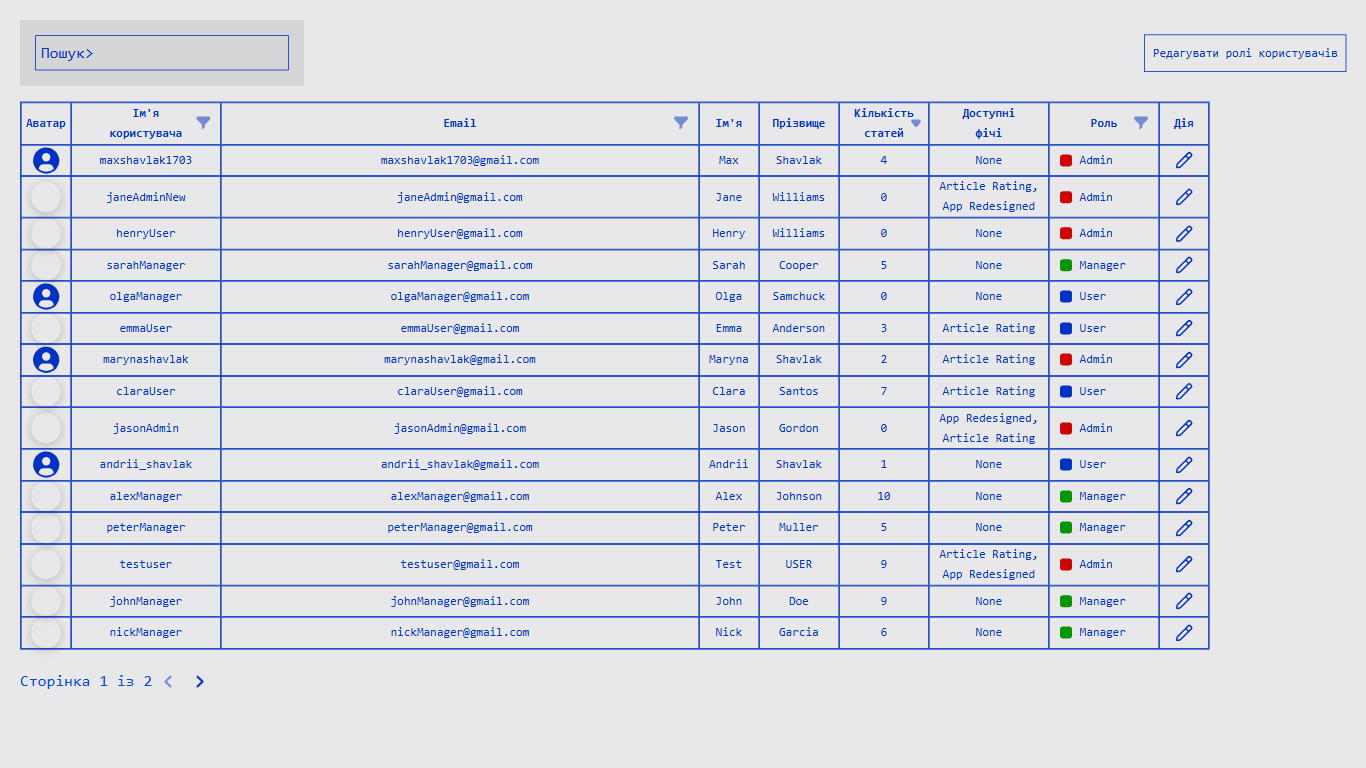 Пошук>
Редагувати ролі користувачів
Аватар Ім'я користувача Email Ім'я Прізвище Кількість статей Доступні фічі Роль Дія
maxshavlak1703 maxshavlak1703@gmail.com Max Shavlak 4 None Admin
janeAdminNew janeAdmin@gmail.com Jane Williams 0 Article Rating, App Redesigned Admin
henryUser henryUser@gmail.com Henry Williams 0 None Admin
sarahManager sarahManager@gmail.com Sarah Cooper 5 None Manager
olgaManager olgaManager@gmail.com Olga Samchuck 0 None User
emmaUser emmaUser@gmail.com Emma Anderson 3 Article Rating User
marynashavlak marynashavlak@gmail.com Maryna Shavlak 2 Article Rating Admin
claraUser claraUser@gmail.com Clara Santos 7 Article Rating User
jasonAdmin jasonAdmin@gmail.com Jason Gordon 0 App Redesigned, Article Rating Admin
andrii_shavlak andrii_shavlak@gmail.com Andrii Shavlak 1 None User
alexManager alexManager@gmail.com Alex Johnson 10 None Manager
peterManager peterManager@gmail.com Peter Muller 5 None Manager
testuser testuser@gmail.com Test USER 9 Article Rating, App Redesigned Admin
johnManager johnManager@gmail.com John Doe 9 None Manager
nickManager nickManager@gmail.com Nick Garcia 6 None Manager
Сторінка 1 із 2